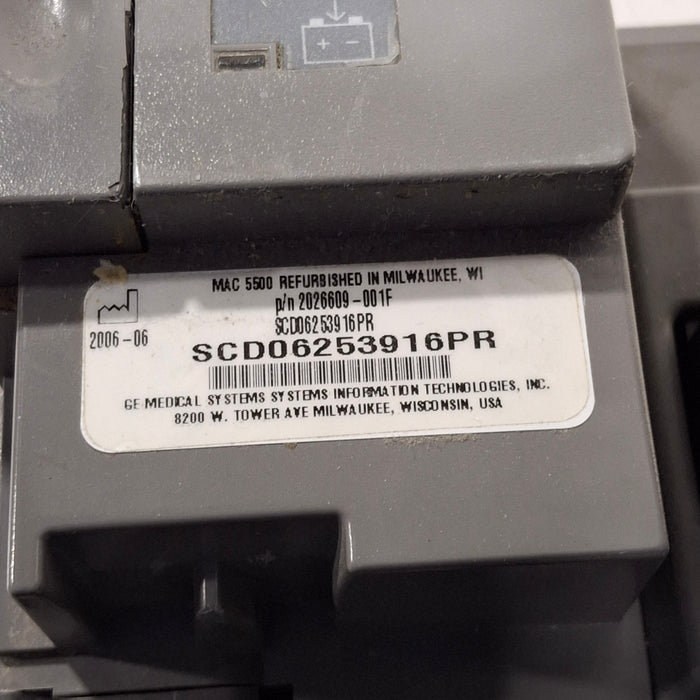 MAC 5500 REFURBISHED IN MILWAUKEE, WI
p/n 2026609-001F
SCD06253916PR
2006-06
SCD06253916PR
GE MEDICAL SYSTEMS SYSTEMS INFORMATION TECHNOLOGIES, INC.
8200 W. TOWER AVE MILWAUKEE, WISCONSIN, USA